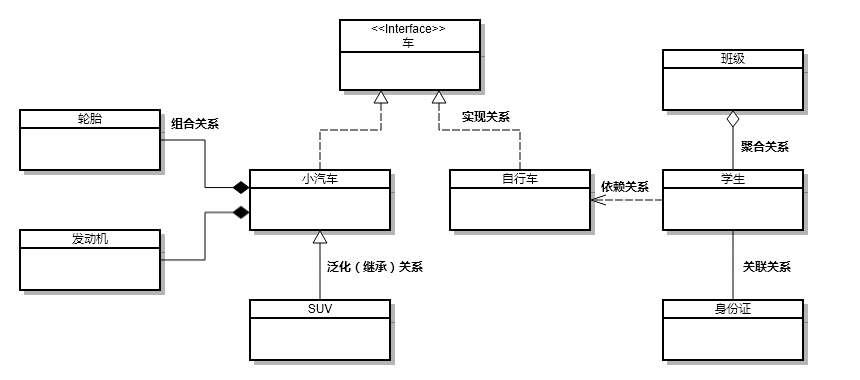 <<Interface>>
车
班级
轮胎
组合关系
实现关系
聚合关系
小汽车
自行车
依赖关系
学生
发动机
泛化（继承）关系
关联关系
SUV
身份证